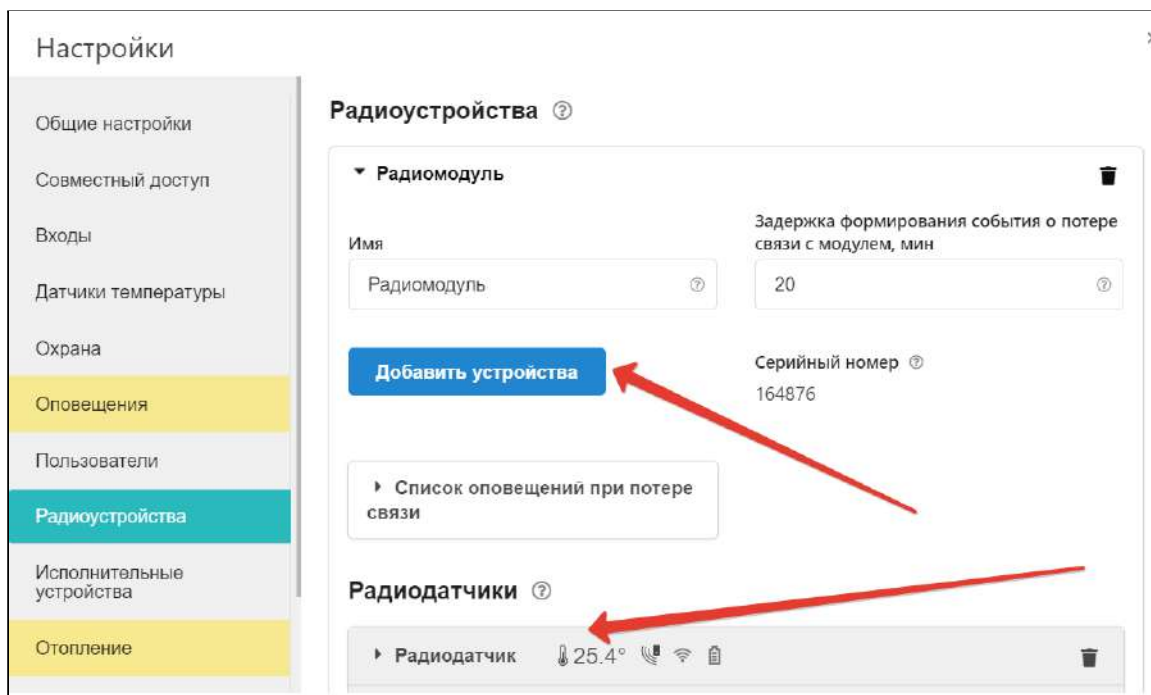 Настройки
Общие настройки
Совместный доступ
Входы
Датчики температуры
Охрана
Оповещения
Пользователи
Радиоустройства
Исполнительные
устройства
Отопление
Радиоустройства
Радиомодуль
Имя
Радиомодуль
Задержка формирования события о потере
связи с модулем, мин
20
Добавить устройства
Серийный номер
164876
Список оповещений при потере
связи
Радиодатчики
Радиодатчик 25.4°